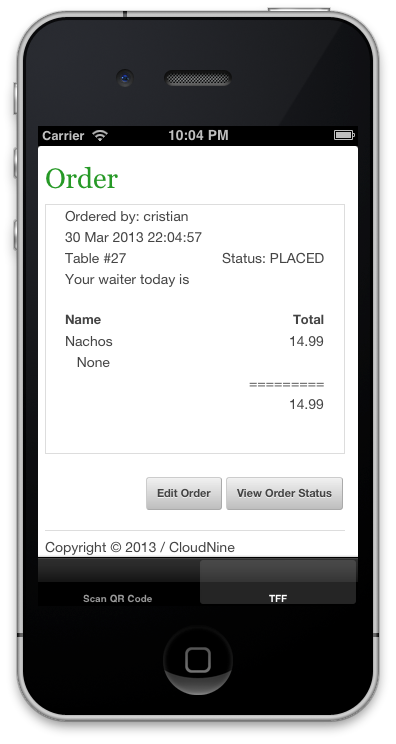 Carrier 10:04 PM
Order
Ordered by: cristian
30 Mar 2013 22:04:57
Table #27 Status: PLACED
Your waiter today is
Name Total
Nachos 14.99
None
=========
14.99
Edit Order View Order Status
Copyright © 2013 / CloudNine
Scan QR Code TFF